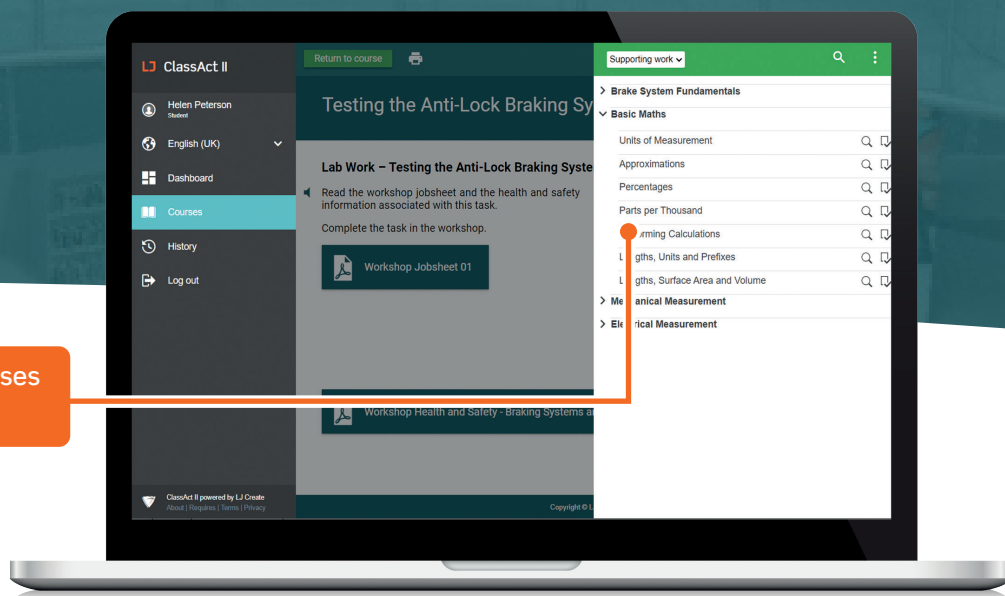 LJ ClassAct II
Helen Peterson
Student
English (UK)
Dashboard
Courses
History
Log out
ClassAct II powered by LJ Create
About | Requires | Terms | Privacy
Return to course
Testing the Anti-Lock Braking Sy
Lab Work – Testing the Anti-Lock Braking Syste
Read the workshop jobsheet and the health and safety
information associated with this task.
Complete the task in the workshop.
Workshop Jobsheet 01
Workshop Health and Safety - Braking Systems a
Copyright © L
Supporting work
Brake System Fundamentals
Basic Maths
Units of Measurement
Approximations
Percentages
Parts per Thousand
rming Calculations
gths, Units and Prefixes
gths, Surface Area and Volume
Me anical Measurement
Ele rical Measurement
ses